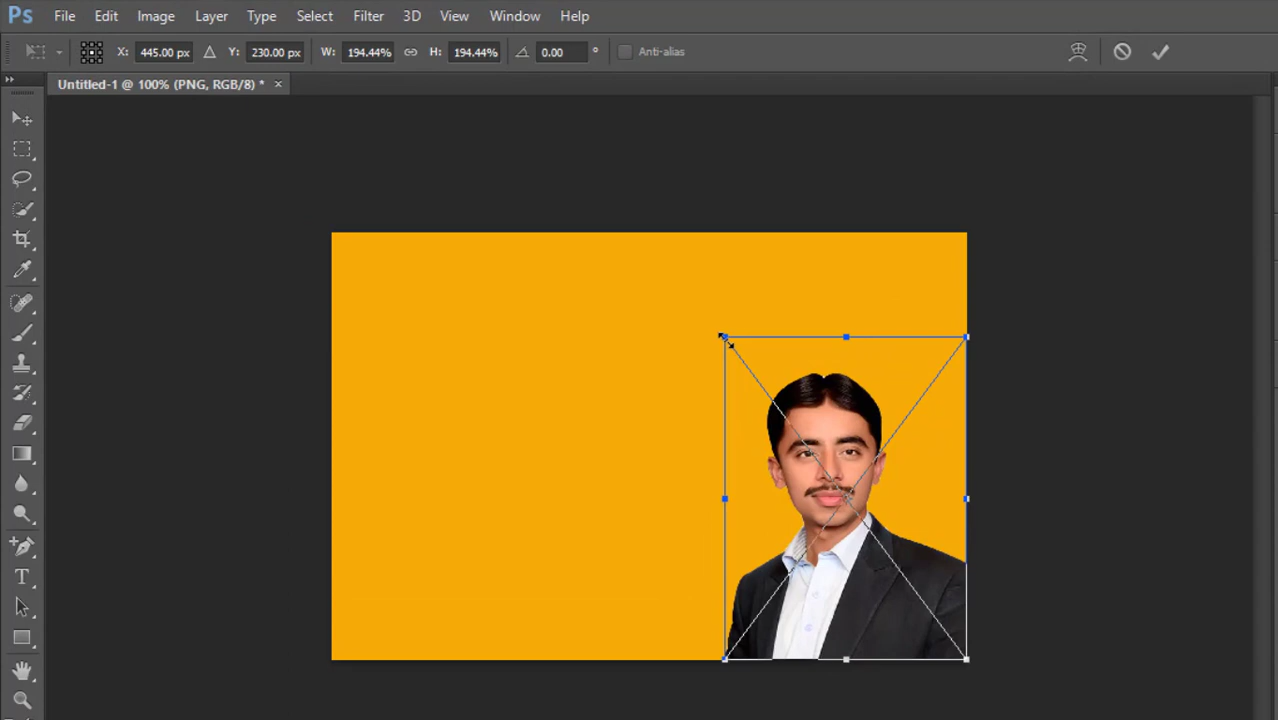 Ps File Edit Image Layer Type Select Filter 3D View Window Help
X: 445.00 px Y: 230.00 px W: 194.44% H: 194.44% 0.00 ° Anti-alias
Untitled-1 @ 100% (PNG, RGB/8) * ×
T